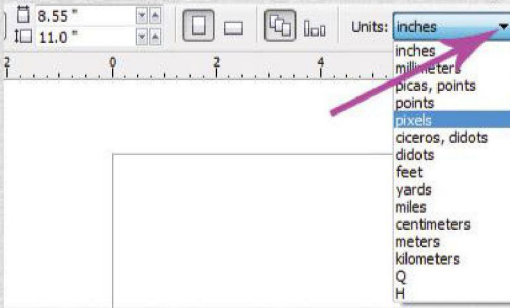 8.55 "
11.0 "
Units: inches
2 0 2 4
inches
millimeters
picas, points
points
pixels
ciceros, didots
didots
feet
yards
miles
centimeters
meters
kilometers
Q
H